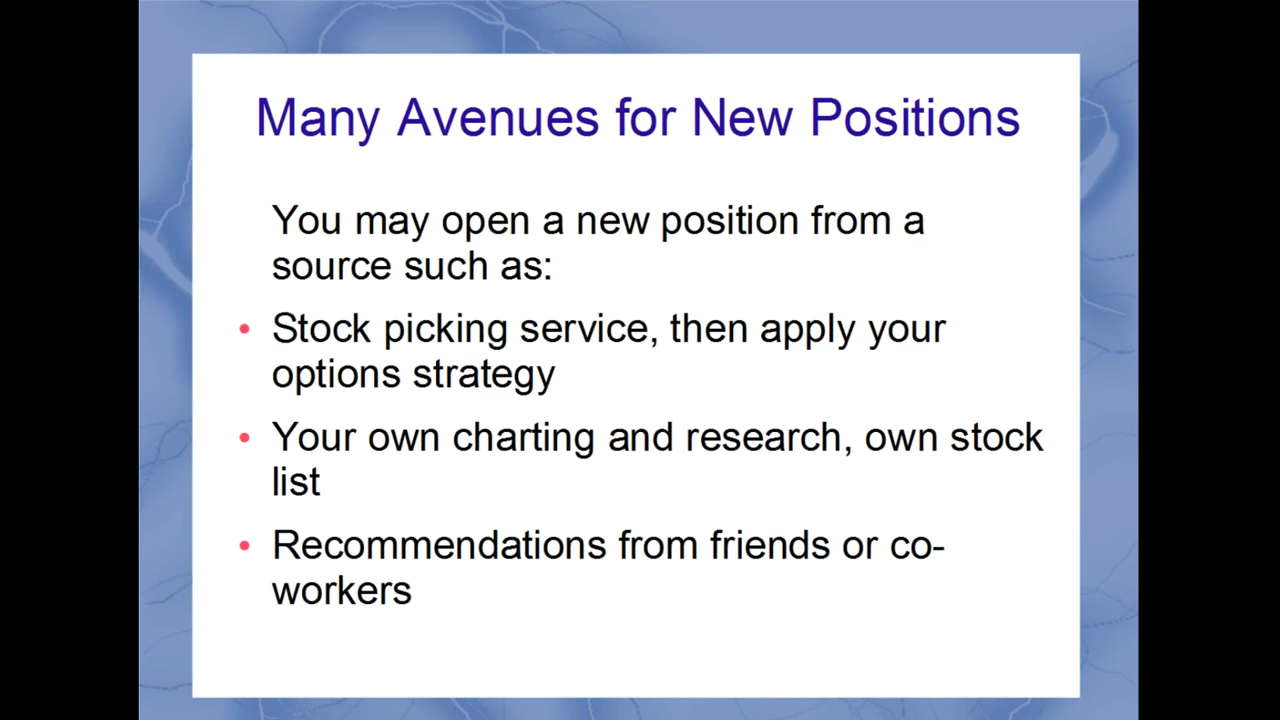 Many Avenues for New Positions
You may open a new position from a
source such as:
• Stock picking service, then apply your
options strategy
• Your own charting and research, own stock
list
• Recommendations from friends or co-
workers